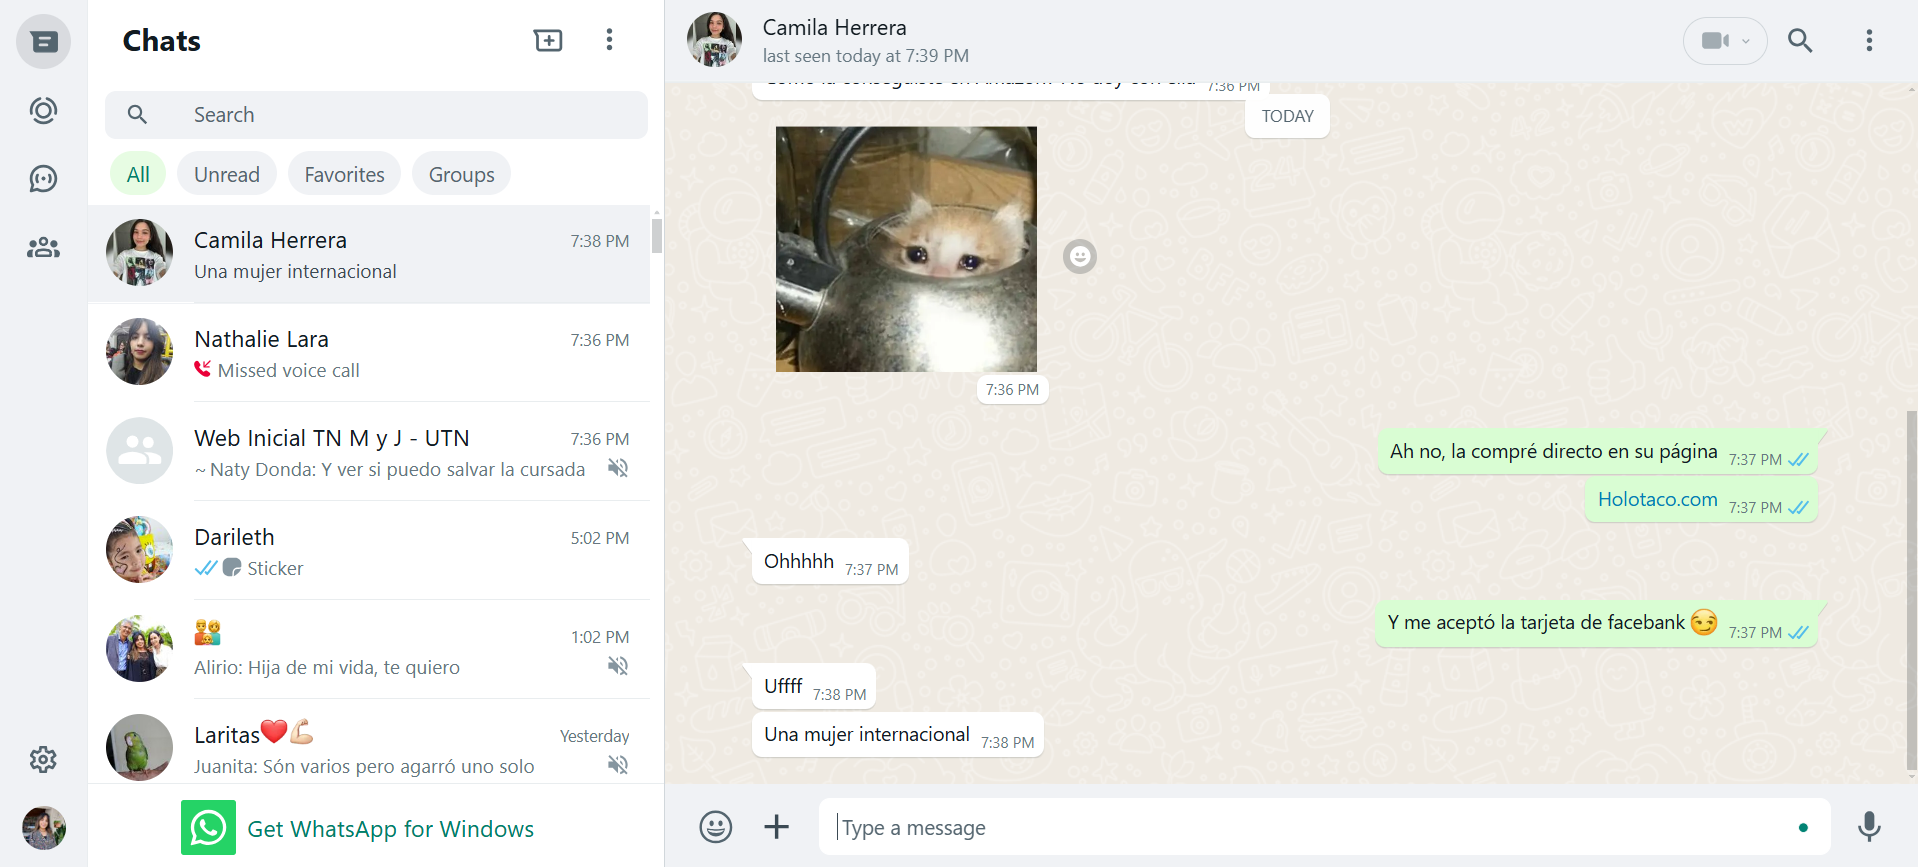 Chats
Search
All
Unread
Favorites
Groups
Camila Herrera
7:38 PM
Una mujer internacional
Nathalie Lara
7:36 PM
Missed voice call
Web Inicial TN M y J - UTN
7:36 PM
~ Naty Donda: Y ver si puedo salvar la cursada
Darileth
5:02 PM
Sticker
1:02 PM
Alirio: Hija de mi vida, te quiero
Laritas❤️💪🏻
Yesterday
Juanita: Són varios pero agarró uno solo
Get WhatsApp for Windows
Camila Herrera
last seen today at 7:39 PM
7:36 PM
TODAY
7:36 PM
Ah no, la compré directo en su página 7:37 PM
Holotaco.com 7:37 PM
Ohhhhh 7:37 PM
Y me aceptó la tarjeta de facebank 😏 7:37 PM
Uffff 7:38 PM
Una mujer internacional 7:38 PM
Type a message